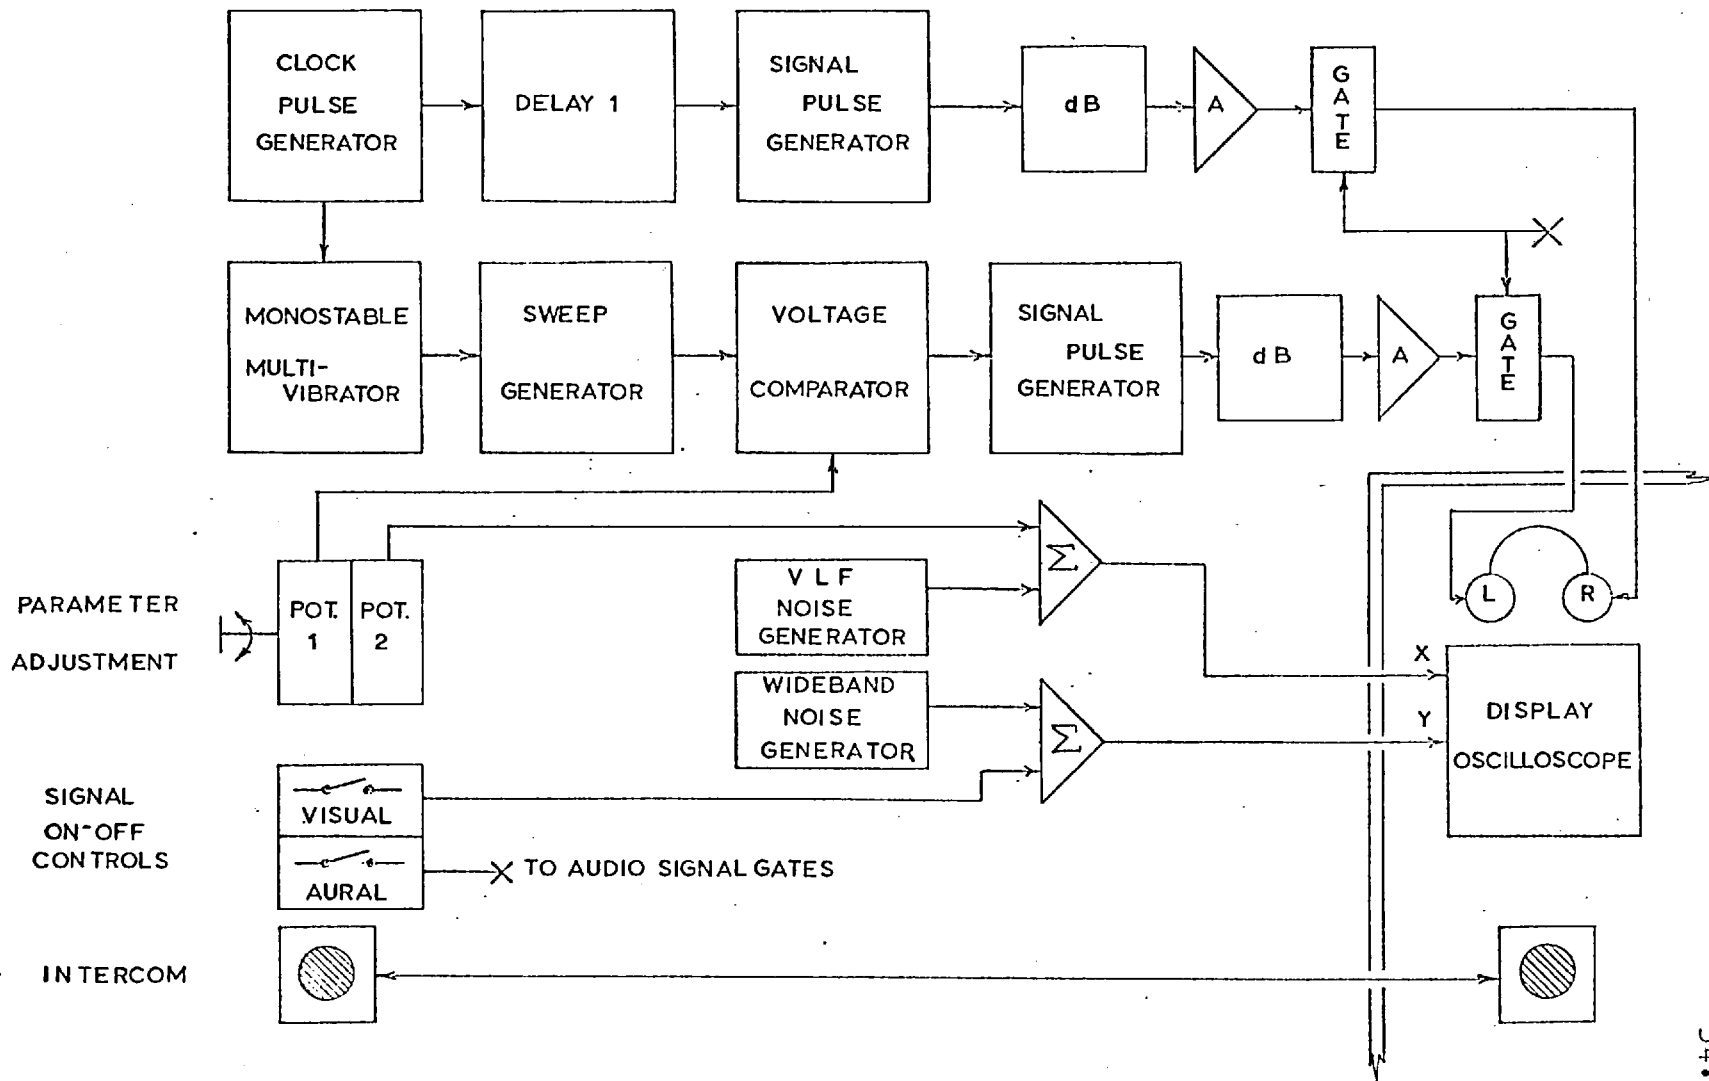 CLOCK
PULSE
GENERATOR
DELAY 1
SIGNAL
PULSE
GENERATOR
dB
A
GATE
MONOSTABLE
MULTI-
VIBRATOR
SWEEP
GENERATOR
VOLTAGE
COMPARATOR
SIGNAL
PULSE
GENERATOR
dB
A
GATE
PARAMETER
ADJUSTMENT
POT.
1
POT.
2
VLF
NOISE
GENERATOR
Σ
L
R
WIDEBAND
NOISE
GENERATOR
Σ
X
Y
DISPLAY
OSCILLOSCOPE
SIGNAL
ON-OFF
CONTROLS
VISUAL
AURAL
TO AUDIO SIGNAL GATES
INTERCOM